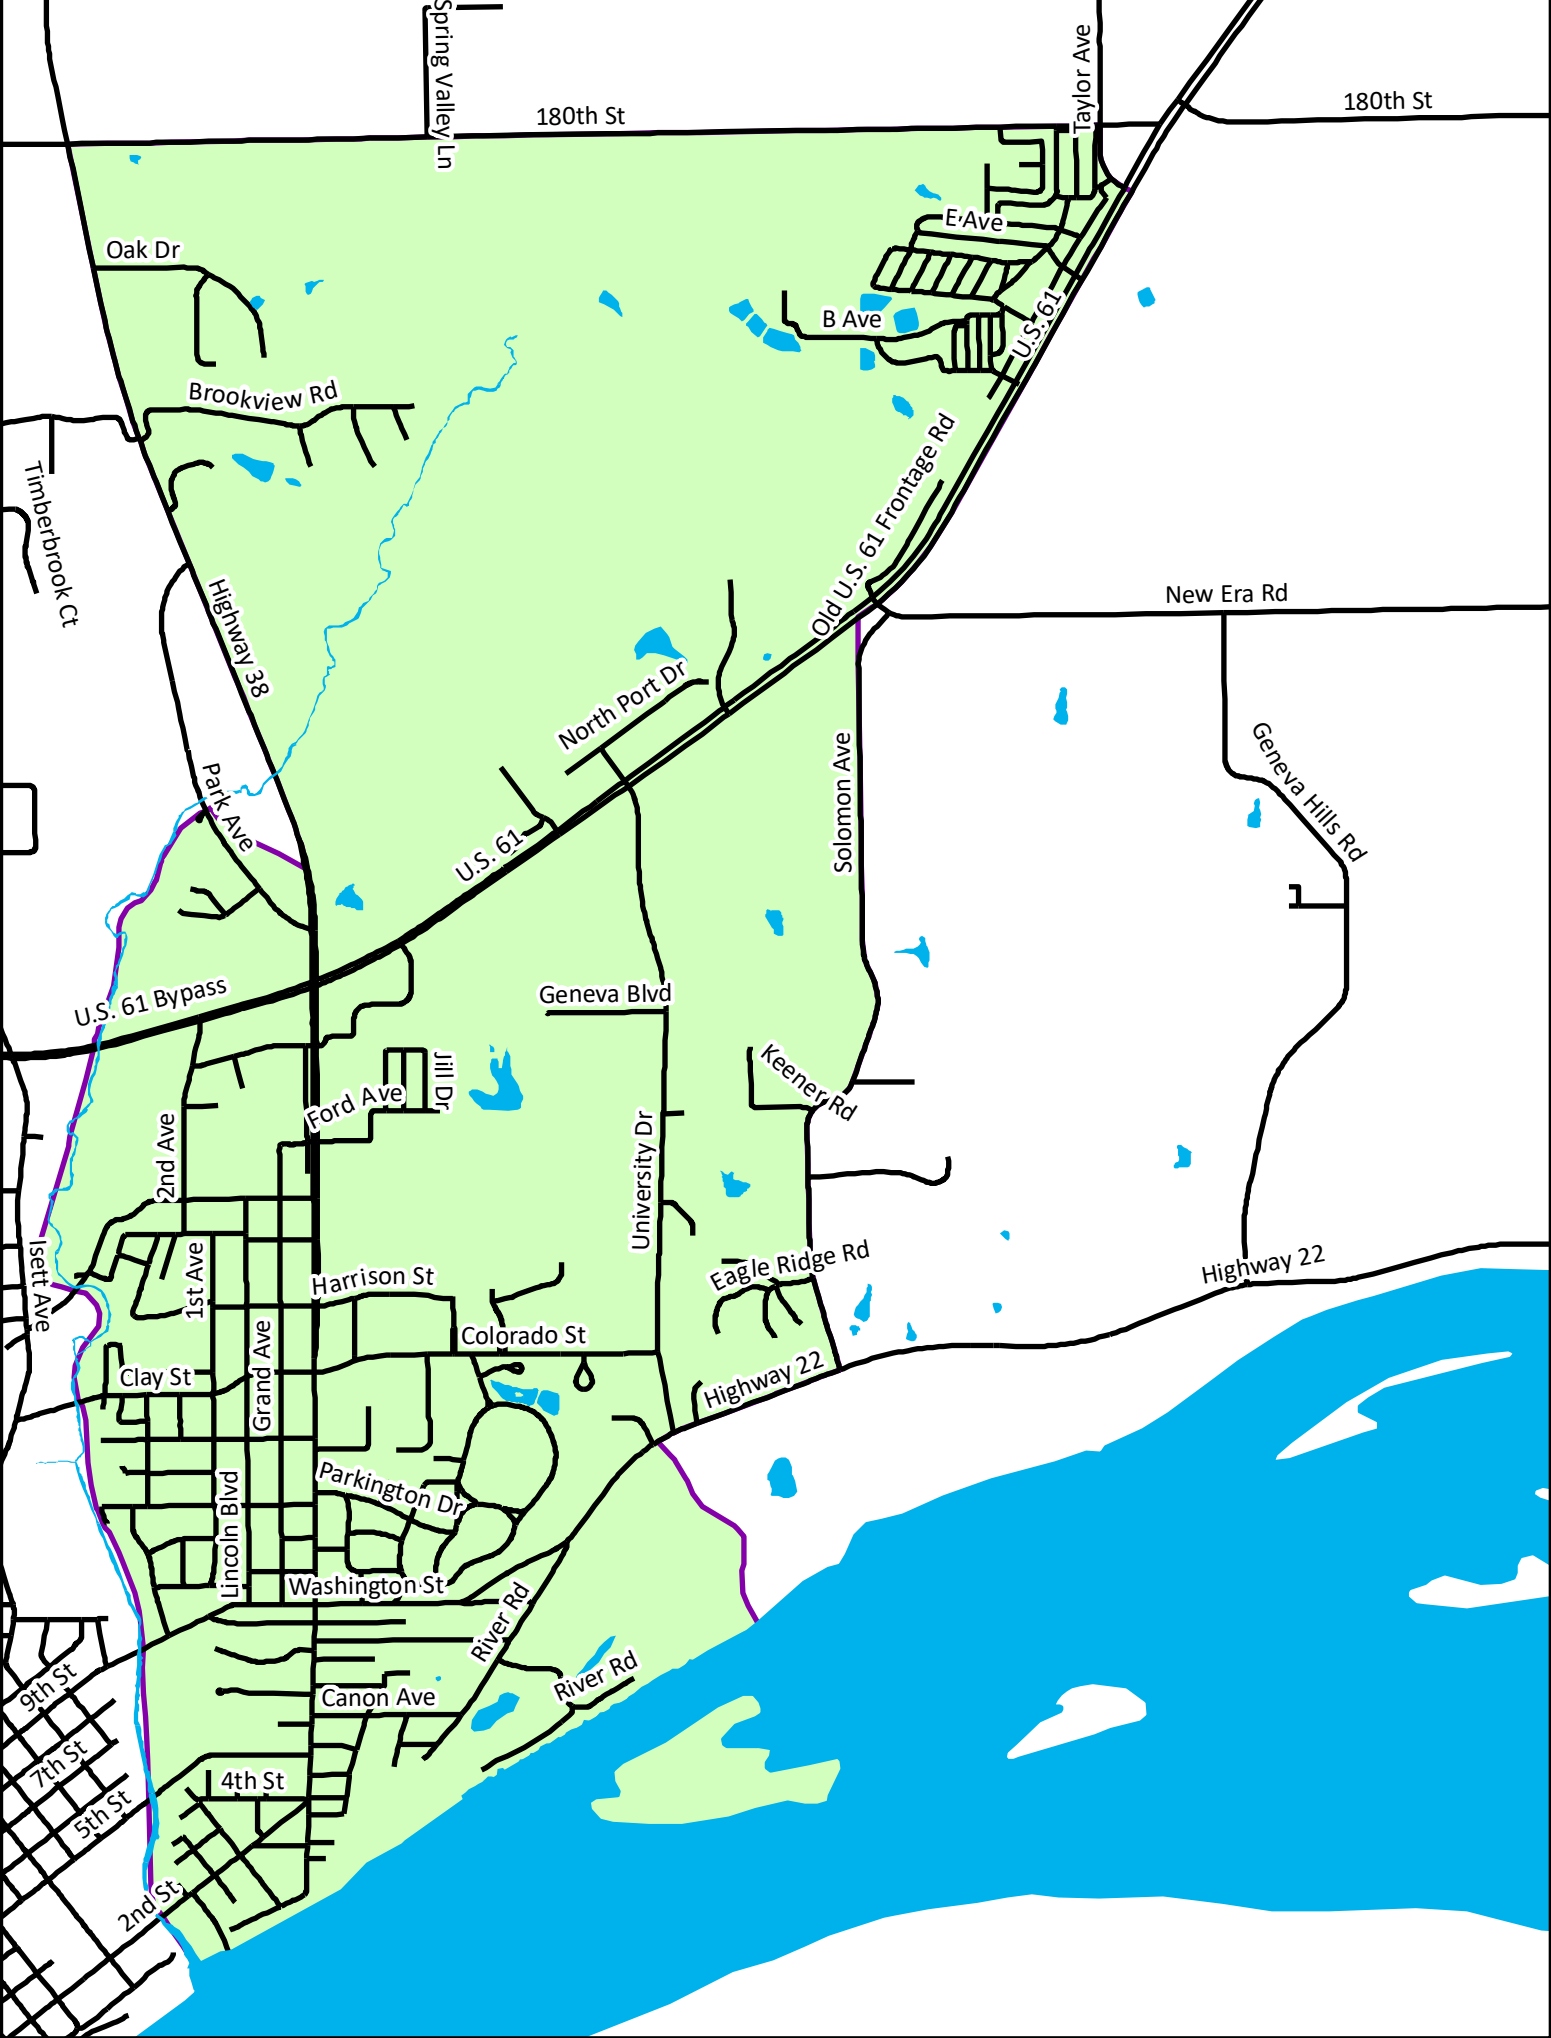 Spring Valley Ln
Taylor Ave
180th St
180th St
E Ave
Oak Dr
B Ave
U.S. 61
Brookview Rd
Timberbrook Ct
Old U.S. 61 Frontage Rd
New Era Rd
Highway 38
North Port Dr
Geneva Hills Rd
Park Ave
Solomon Ave
U.S. 61
U.S. 61 Bypass
Geneva Blvd
Keener Rd
Jill Dr
Ford Ave
2nd Ave
University Dr
Isett Ave
1st Ave
Harrison St
Eagle Ridge Rd
Highway 22
Colorado St
Grand Ave
Clay St
Highway 22
Parkington Dr
Lincoln Blvd
Washington St
River Rd
River Rd
9th St
Canon Ave
7th St
4th St
5th St
2nd St